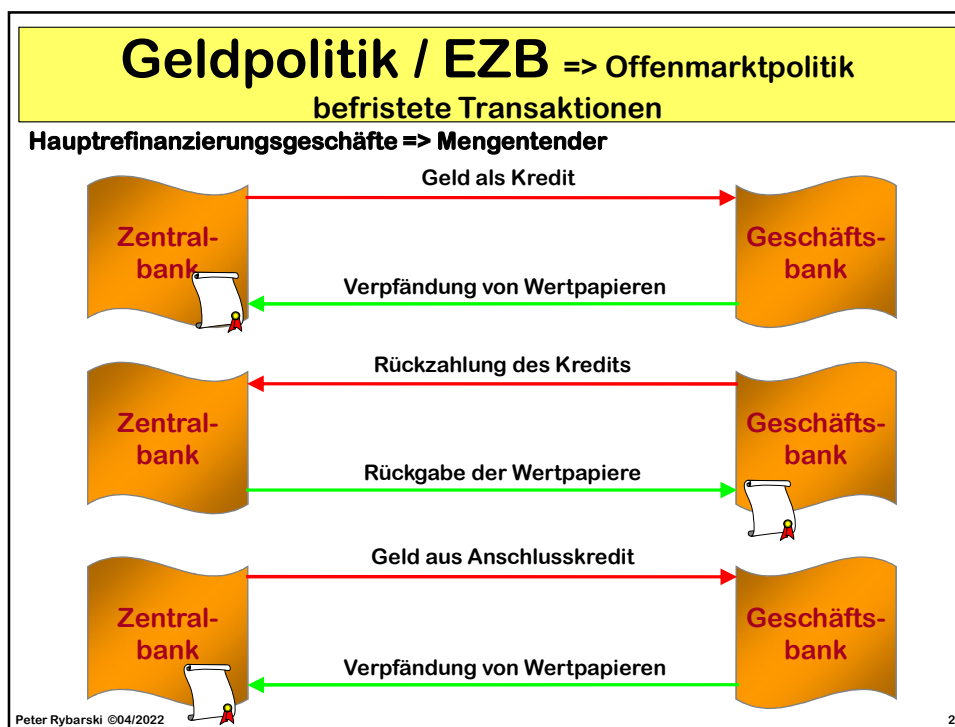 Geldpolitik / EZB => Offenmarktpolitik
befristete Transaktionen
Hauptrefinanzierungsgeschäfte => Mengentender
Geld als Kredit
Zentral-
bank
Geschäfts-
bank
Verpfändung von Wertpapieren
Rückzahlung des Kredits
Zentral-
bank
Geschäfts-
bank
Rückgabe der Wertpapiere
Geld aus Anschlusskredit
Zentral-
bank
Geschäfts-
bank
Verpfändung von Wertpapieren
Peter Rybarski ©04/2022
2